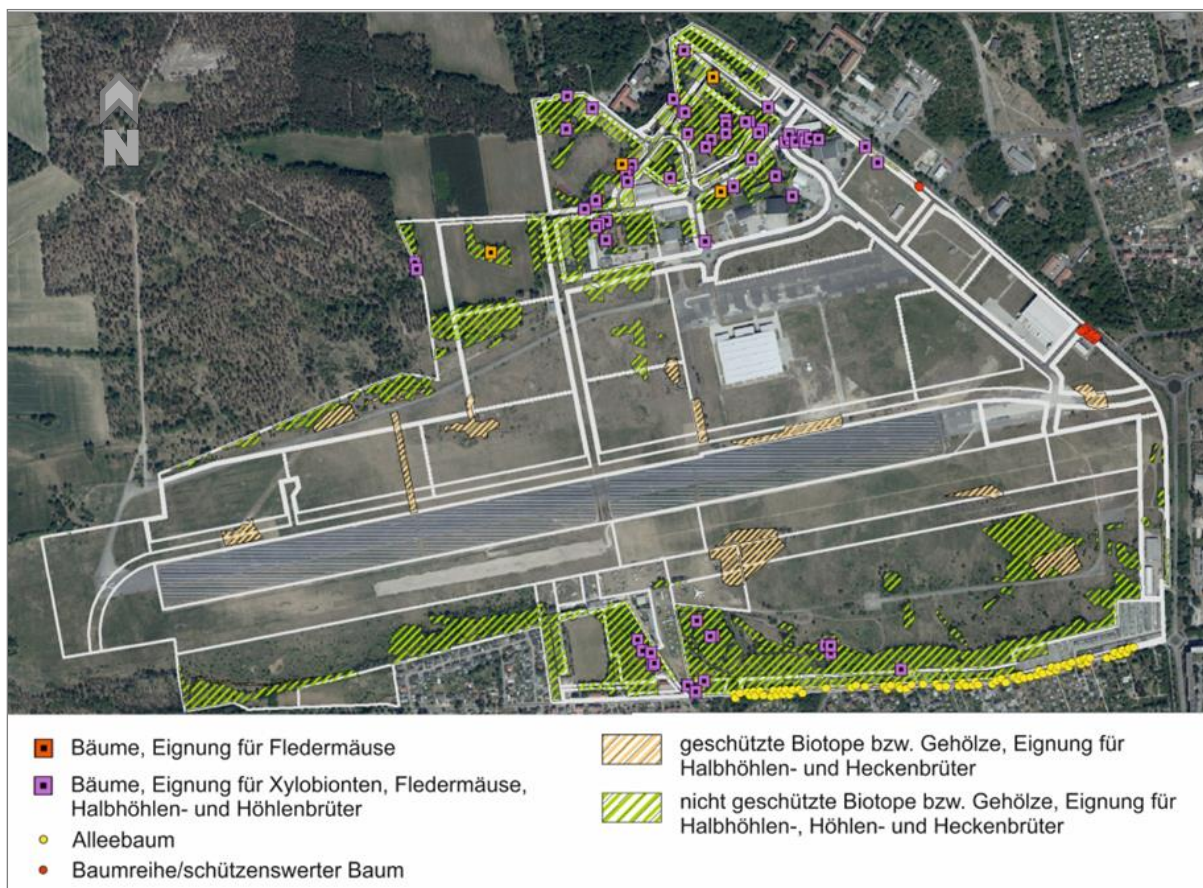 N
Bäume, Eignung für Fledermäuse
Bäume, Eignung für Xylobionten, Fledermäuse,
Halbhöhlen- und Höhlenbrüter
Alleebaum
Baumreihe/schützenswerter Baum
geschützte Biotope bzw. Gehölze, Eignung für
Halbhöhlen- und Heckenbrüter
nicht geschützte Biotope bzw. Gehölze, Eignung für
Halbhöhlen-, Höhlen- und Heckenbrüter